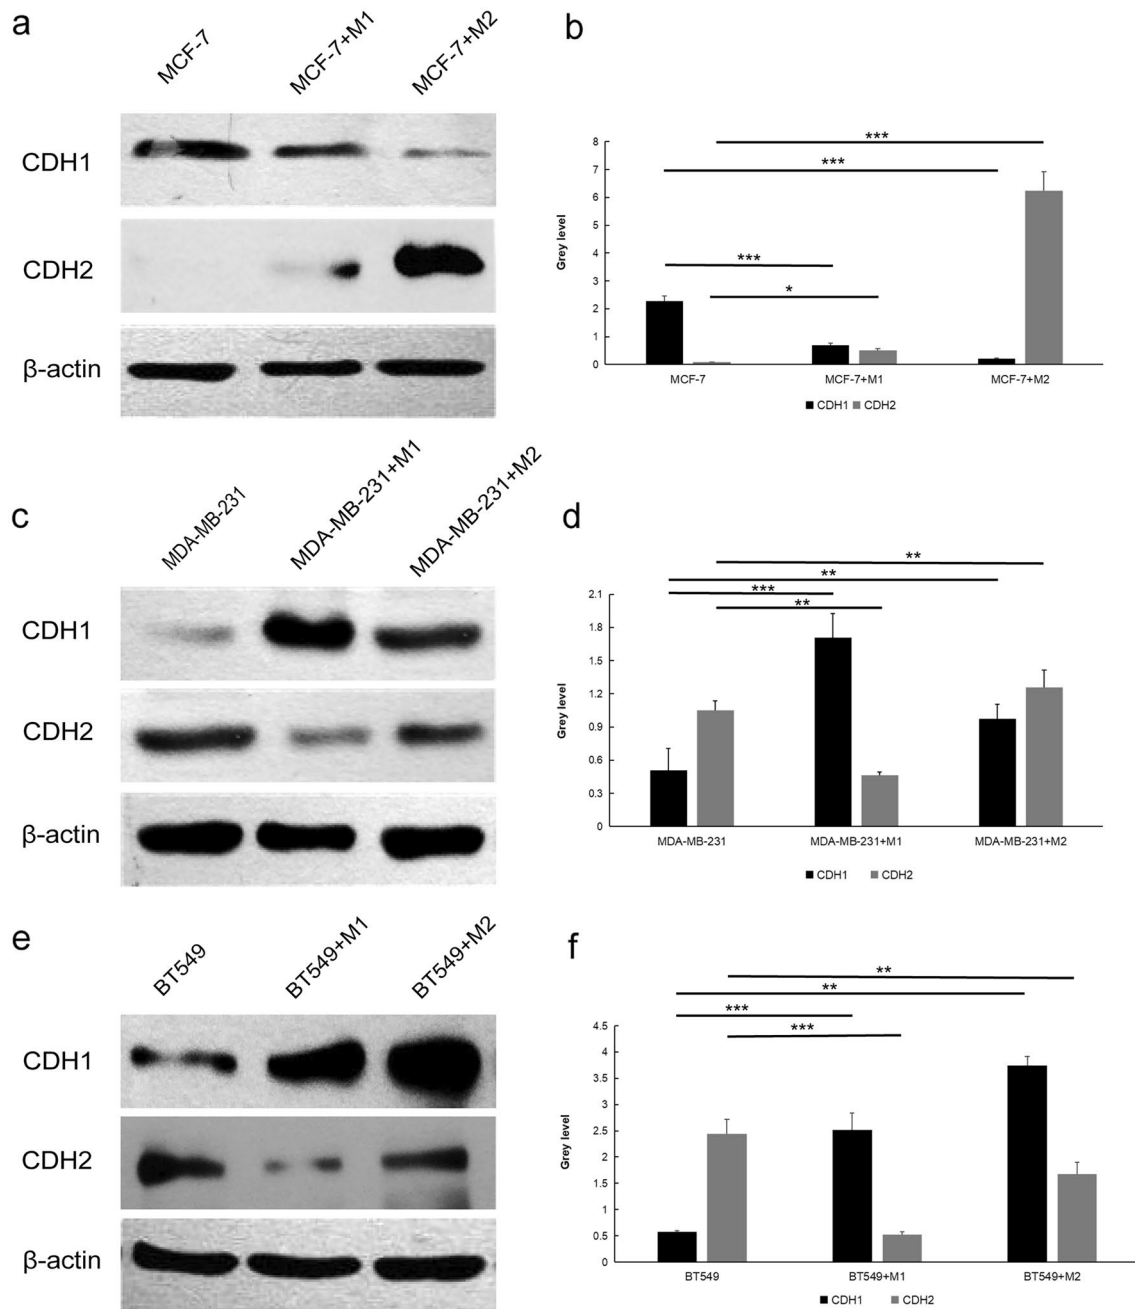 a
MCF-7
MCF-7+M1
MCF-7+M2
CDH1
CDH2
β-actin
b
***
***
***
*
Grey level
8
7
6
5
4
3
2
1
0
MCF-7
MCF-7+M1
MCF-7+M2
CDH1
CDH2
c
MDA-MB-231
MDA-MB-231+M1
MDA-MB-231+M2
CDH1
CDH2
β-actin
d
**
**
***
**
Grey level
2.1
1.8
1.5
1.2
0.9
0.6
0.3
0
MDA-MB-231
MDA-MB-231+M1
MDA-MB-231+M2
CDH1
CDH2
e
BT549
BT549+M1
BT549+M2
CDH1
CDH2
β-actin
f
**
**
***
***
Grey level
4.5
4
3.5
3
2.5
2
1.5
1
0.5
0
BT549
BT549+M1
BT549+M2
CDH1
CDH2